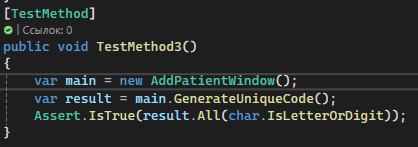 [TestMethod]
| Ссылок: 0
public void TestMethod3()
{
var main = new AddPatientWindow();
var result = main.GenerateUniqueCode();
Assert.IsTrue(result.All(char.IsLetterOrDigit));
}